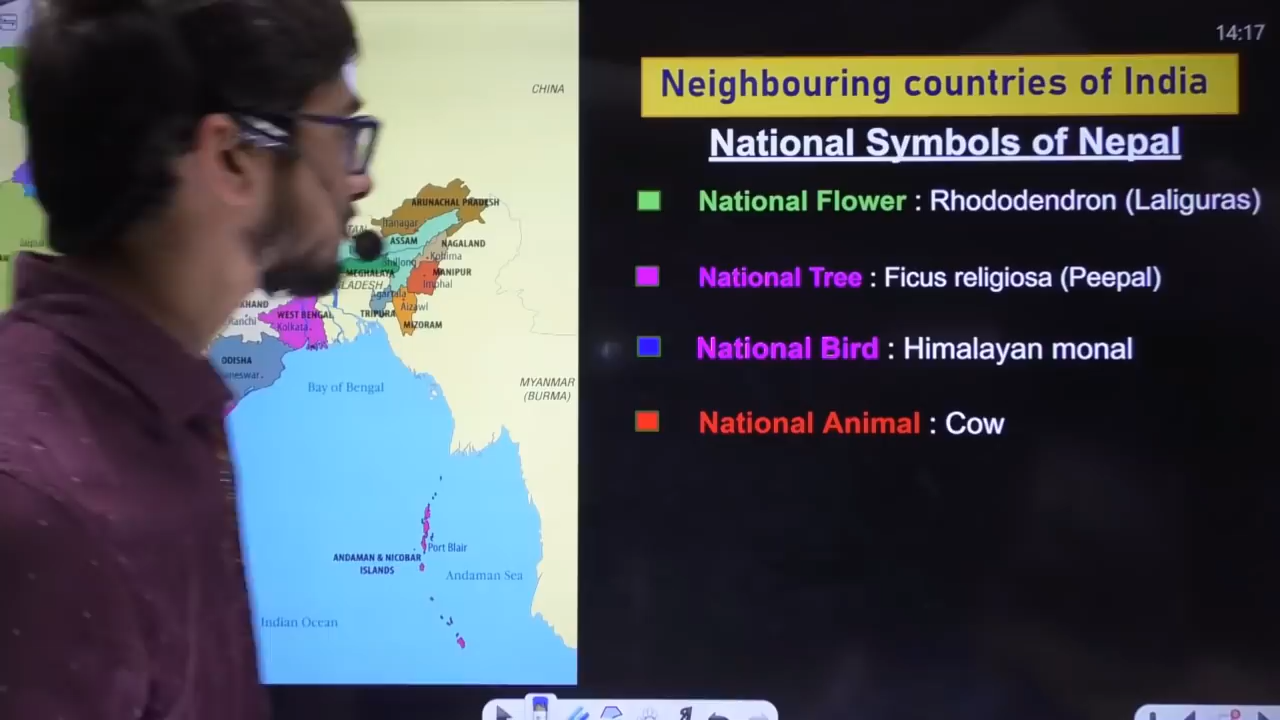 14:17
Neighbouring countries of India
National Symbols of Nepal
National Flower : Rhododendron (Laliguras)
National Tree : Ficus religiosa (Peepal)
National Bird : Himalayan monal
National Animal : Cow
CHINA
ARUNACHAL PRADESH
Itanagar
ASSAM
NAGALAND
Kohima
Shillong
MEGHALAYA
MANIPUR
Imphal
Agartala
Aizawl
TRIPURA
MIZORAM
WEST BENGAL
Kolkata
ODISHA
Bay of Bengal
MYANMAR
(BURMA)
Port Blair
ANDAMAN & NICOBAR
ISLANDS
Andaman Sea
Indian Ocean